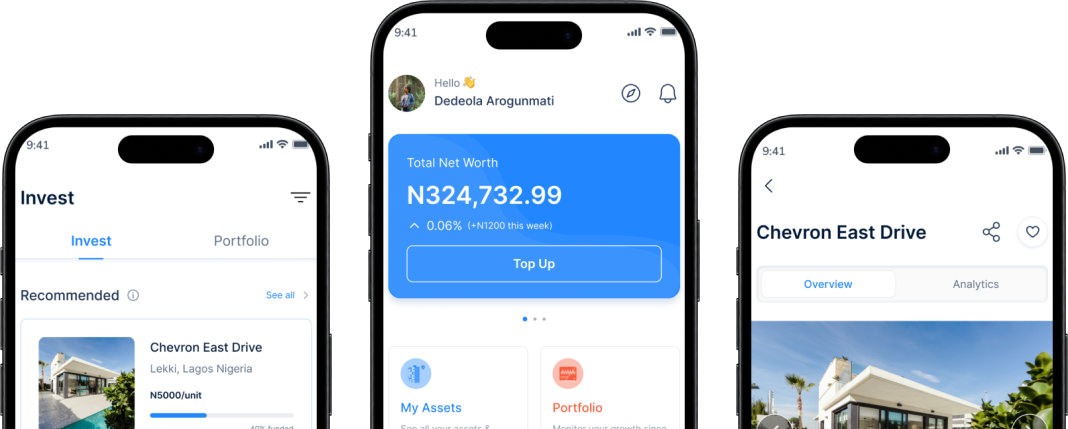 9:41
Invest
Invest
Portfolio
Recommended
See all
Chevron East Drive
Lekki, Lagos Nigeria
N5000/unit
40% funded
9:41
Hello 👋
Dedeola Arogunmati
Total Net Worth
N324,732.99
0.06% (+N1200 this week)
Top Up
My Assets
See all your assets &
Portfolio
Monitor your growth since
9:41
Chevron East Drive
Overview
Analytics